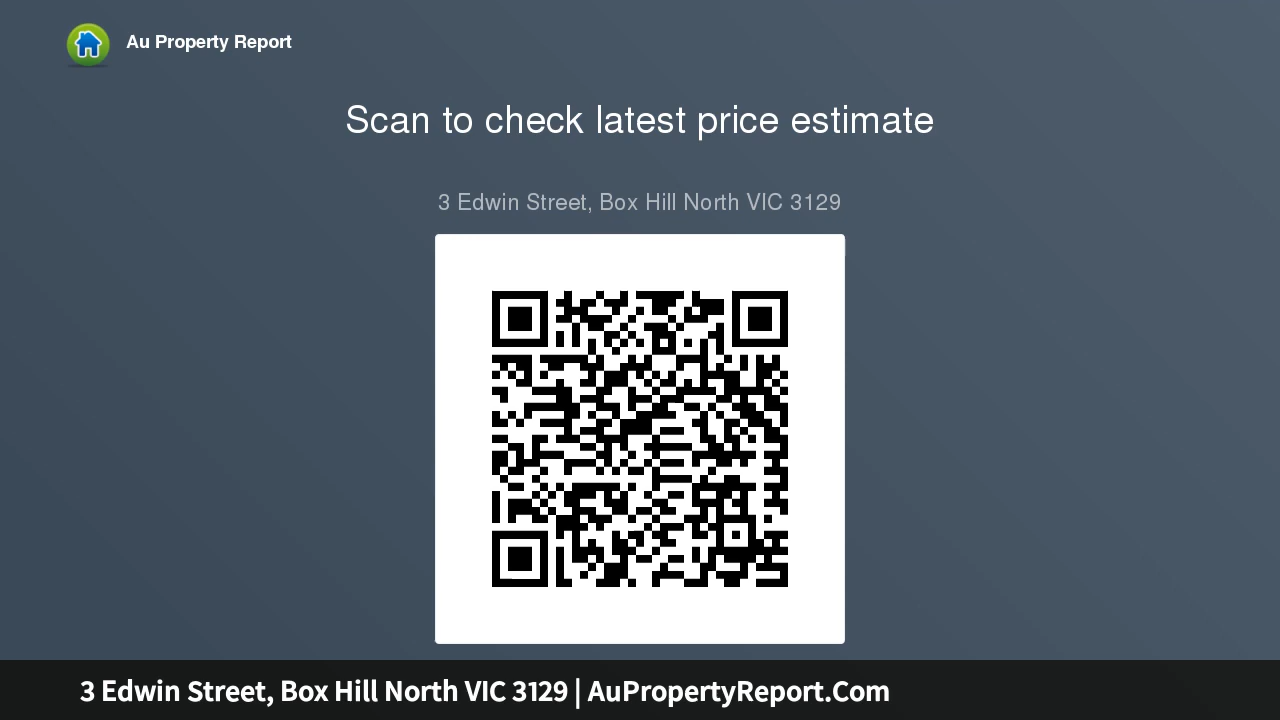 Au Property Report
Scan to check latest price estimate
3 Edwin Street, Box Hill North VIC 3129
3 Edwin Street, Box Hill North VIC 3129 | AuPropertyReport.Com